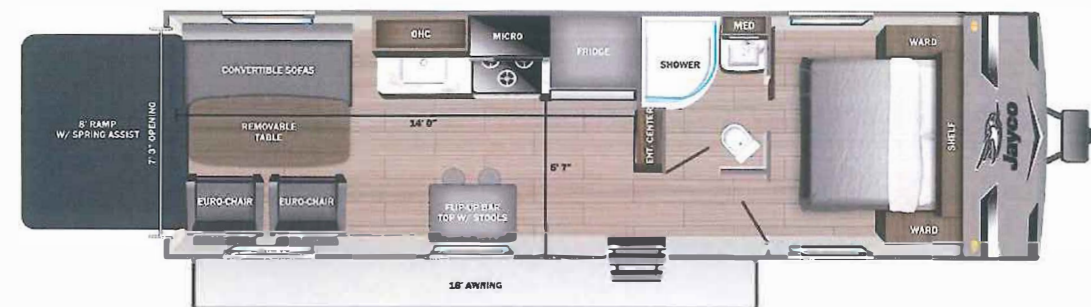 OHC
MICRO
FRIDGE
SHOWER
MED
WARD
CONVERTIBLE SOFAS
8' RAMP
W/ SPRING ASSIST
7' 3" OPENING
REMOVABLE
TABLE
14' 0"
ENT. CENTER
6' 7"
SHELF
Jayco
EURO-CHAIR
EURO-CHAIR
FLIP-UP BAR
TOP W/ STOOLS
WARD
18' AWNING